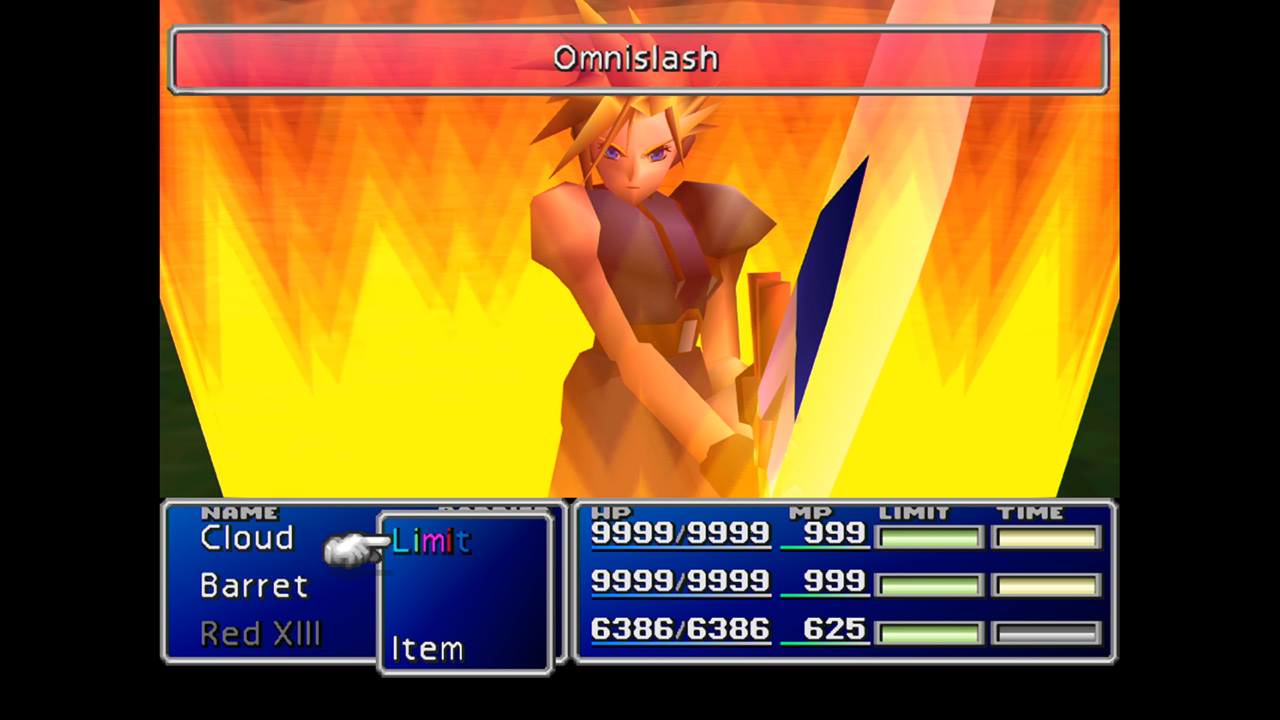 Omnislash
NAME BARRIER HP MP LIMIT TIME
Cloud Limit 9999/9999 999
Barret 9999/9999 999
Red XIII Item 6386/6386 625